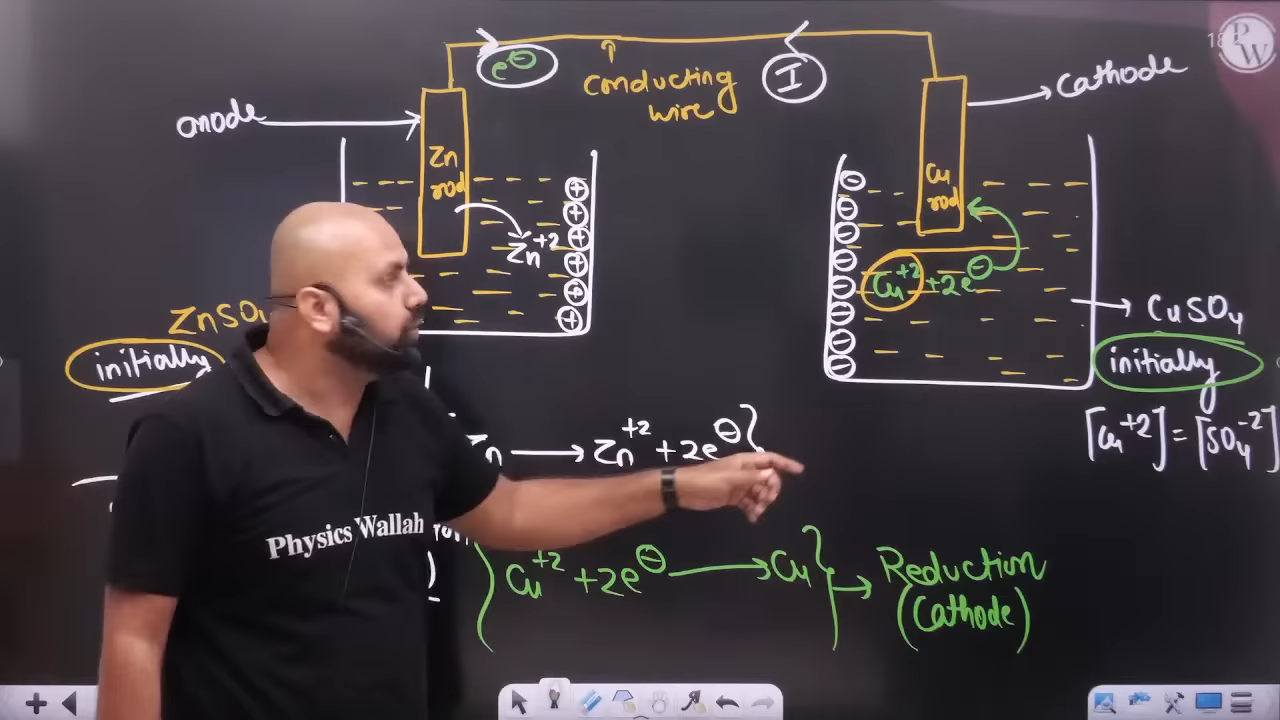 e⊖
I
conducting
wire
18
P
W
Cathode
anode
Zn
rod
Cu
rod
Zn+2
Cu+2 + 2e⊖
ZnSO4
CuSO4
initially
initially
[Cu+2] = [SO4-2]
Zn → Zn+2 + 2e⊖}
Physics Wallah
Cu+2 + 2e⊖ → Cu} → Reduction
(Cathode)